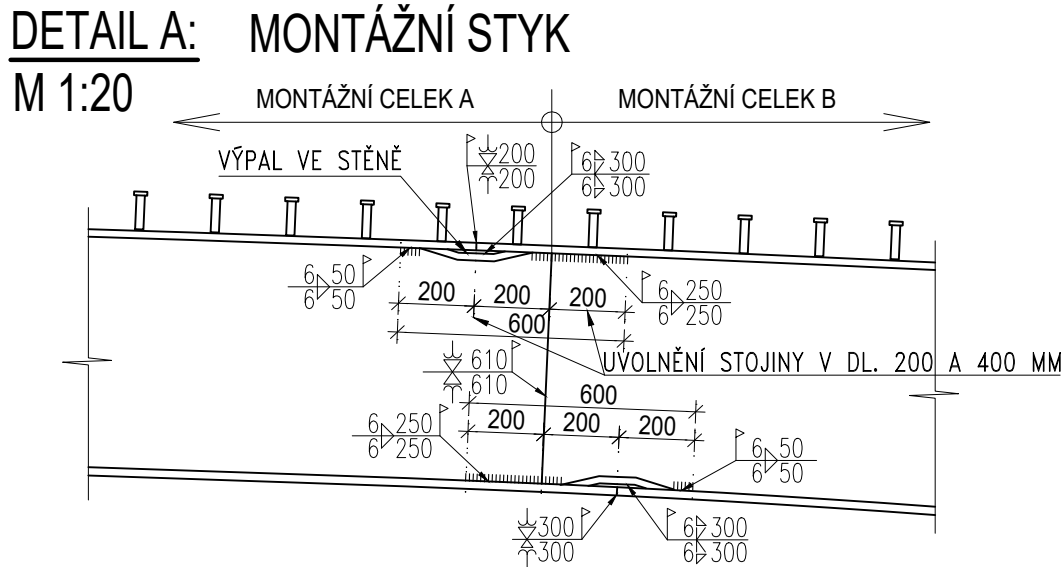 DETAIL A: MONTÁŽNÍ STYK
M 1:20
MONTÁŽNÍ CELEK A
MONTÁŽNÍ CELEK B
VÝPAL VE STĚNĚ
200
200
6 300
6 300
6 50
6 50
200 200 200
600
6 250
6 250
610
610
UVOLNĚNÍ STOJINY V DL. 200 A 400 MM
600
200 200 200
6 250
6 250
6 50
6 50
300
300
6 300
6 300